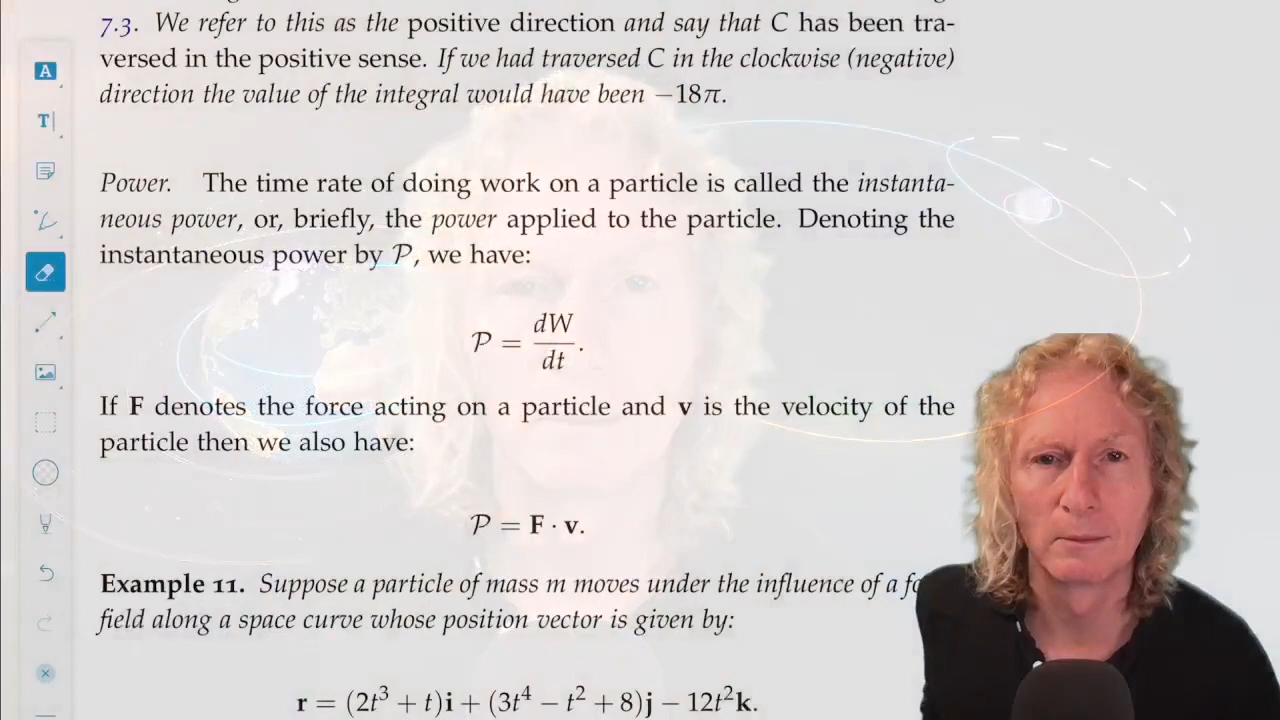 7.3. We refer to this as the positive direction and say that C has been tra-
versed in the positive sense. If we had traversed C in the clockwise (negative)
direction the value of the integral would have been −18π.
Power. The time rate of doing work on a particle is called the instanta-
neous power, or, briefly, the power applied to the particle. Denoting the
instantaneous power by 𝒫, we have:
𝒫 = dW/dt.
If F denotes the force acting on a particle and v is the velocity of the
particle then we also have:
𝒫 = F · v.
Example 11. Suppose a particle of mass m moves under the influence of a fo
field along a space curve whose position vector is given by:
r = (2t³ + t)i + (3t⁴ − t² + 8)j − 12t²k.